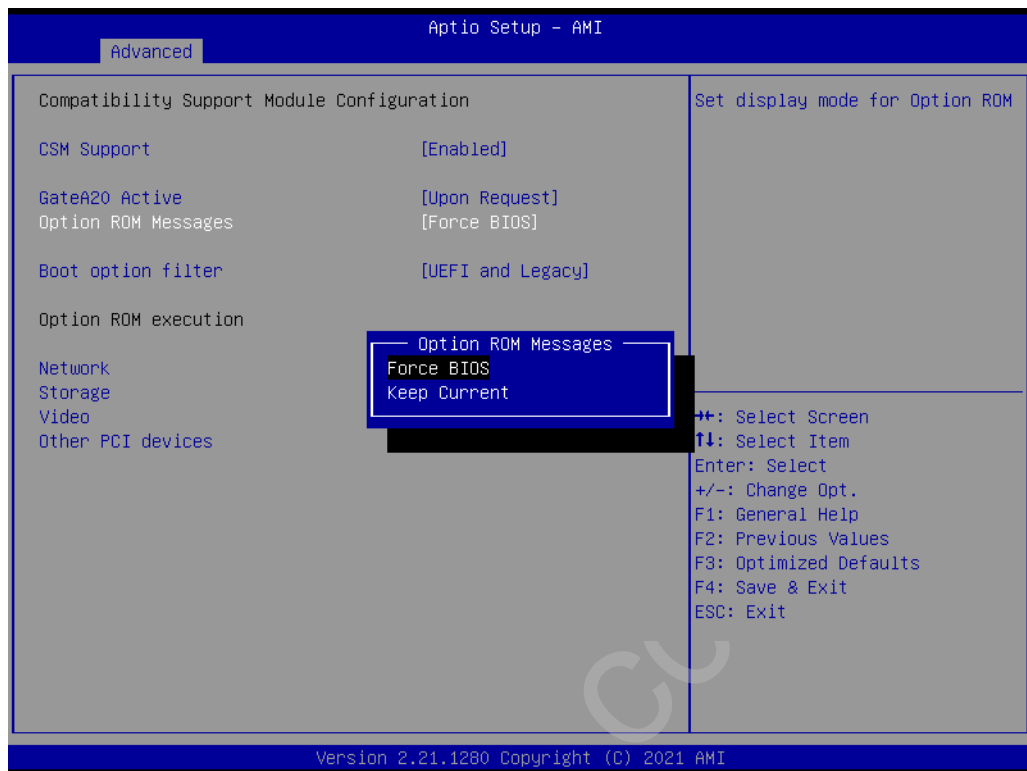 Aptio Setup – AMI
Advanced
Compatibility Support Module Configuration
CSM Support [Enabled]
GateA20 Active [Upon Request]
Option ROM Messages [Force BIOS]
Boot option filter [UEFI and Legacy]
Option ROM execution
Network
Storage
Video
Other PCI devices
Option ROM Messages
Force BIOS
Keep Current
Set display mode for Option ROM
→←: Select Screen
↑↓: Select Item
Enter: Select
+/-: Change Opt.
F1: General Help
F2: Previous Values
F3: Optimized Defaults
F4: Save & Exit
ESC: Exit
Version 2.21.1280 Copyright (C) 2021 AMI